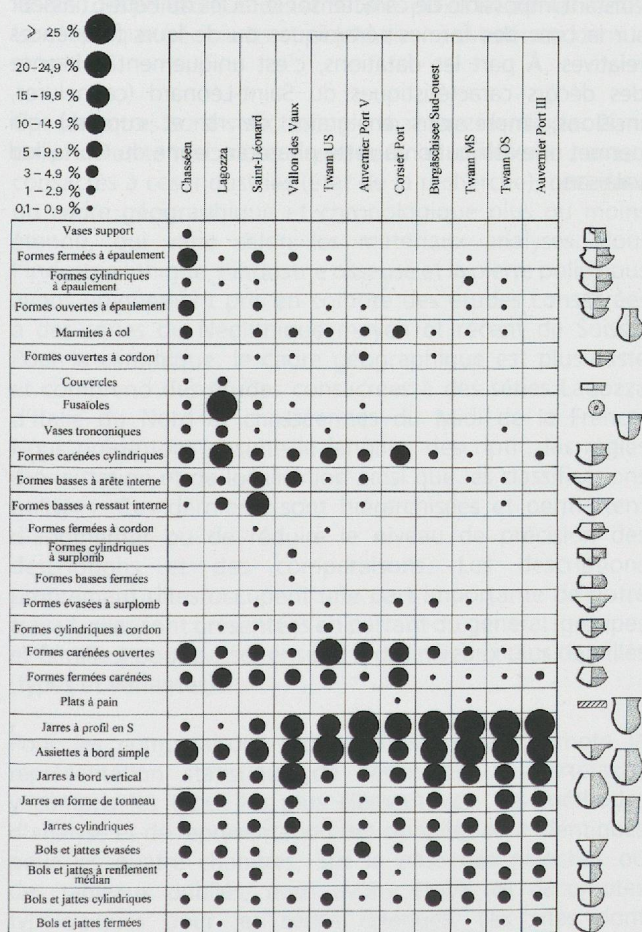 ⩾ 25 %
20–24,9 %
15–19,9 %
10–14.9 %
5–9.9 %
3–4,9 %
1–2.9 %
0,1–0.9 %
Chasséen
Lagozza
Saint-Léonard
Vallon des Vaux
Twann US
Auvernier Port V
Corsier Port
Burgäschisee Sud-ouest
Twann MS
Twann OS
Auvernier Port III
Vases support
Formes fermées à épaulement
Formes cylindriques
à épaulement
Formes ouvertes à épaulement
Marmites à col
Formes ouvertes à cordon
Couvercles
Fusaïoles
Vases tronconiques
Formes carénées cylindriques
Formes basses à arête interne
Formes basses à ressaut interne
Formes fermées à cordon
Formes cylindriques
à surplomb
Formes basses fermées
Formes évasées à surplomb
Formes cylindriques à cordon
Formes carénées ouvertes
Formes fermées carénées
Plats à pain
Jarres à profil en S
Assiettes à bord simple
Jarres à bord vertical
Jarres en forme de tonneau
Jarres cylindriques
Bols et jattes évasées
Bols et jattes à renflement
médian
Bols et jattes cylindriques
Bols et jattes fermées